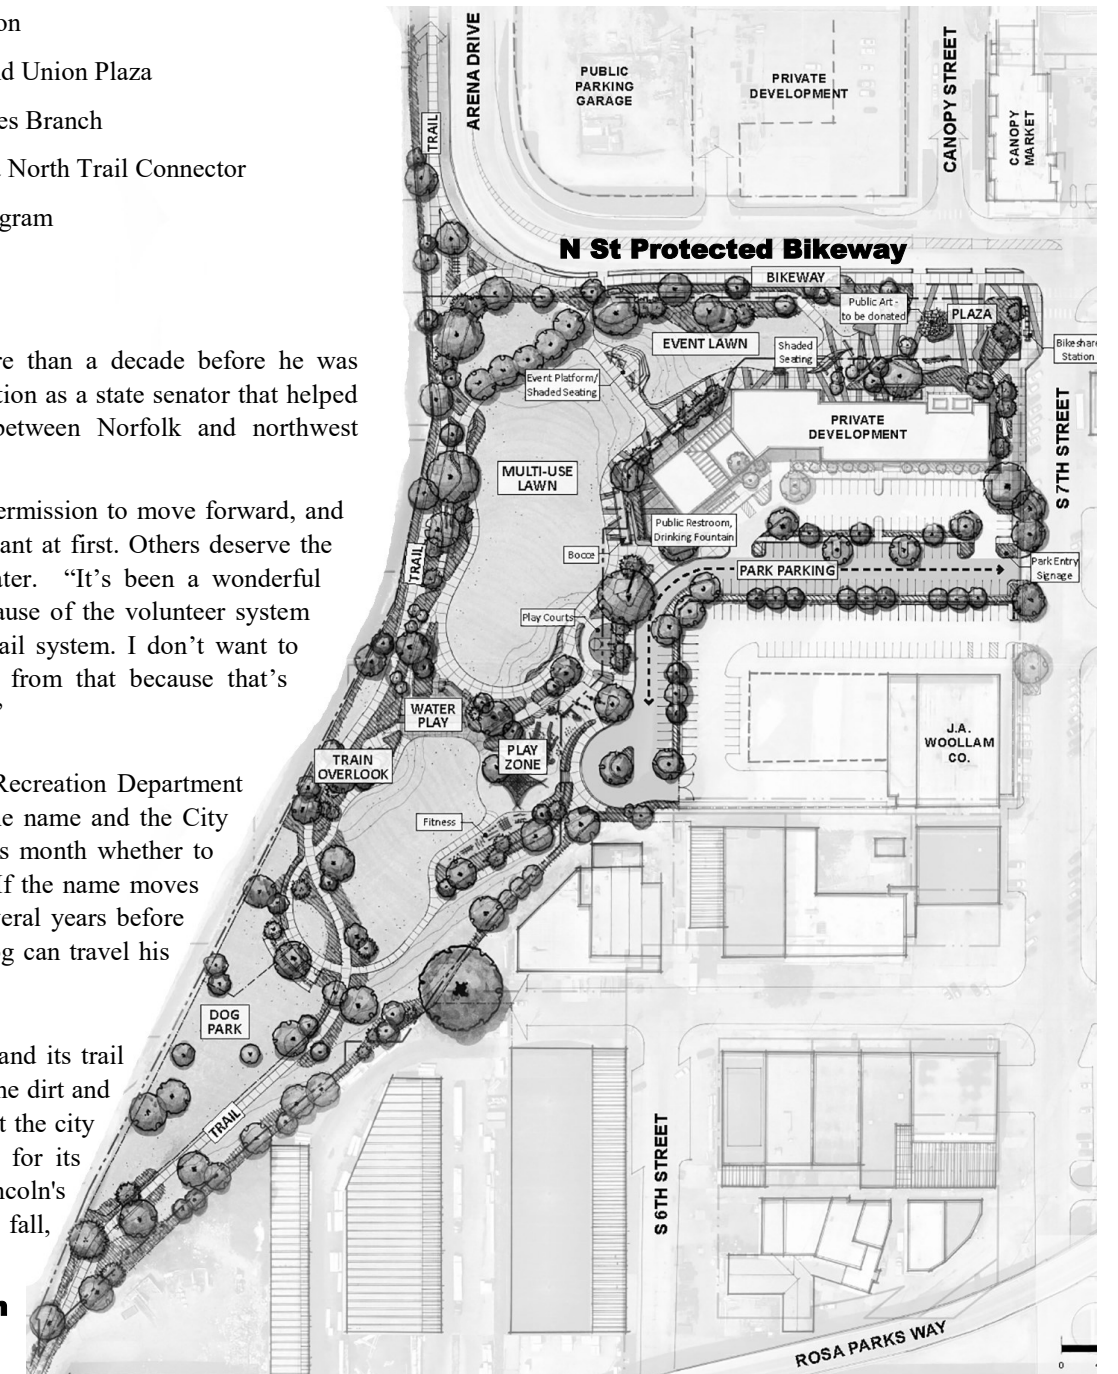 on
d Union Plaza
es Branch
North Trail Connector
gram
re than a decade before he was
tion as a state senator that helped
between Norfolk and northwest
ermission to move forward, and
ant at first. Others deserve the
ater. “It’s been a wonderful
ause of the volunteer system
ail system. I don’t want to
from that because that’s
”
Recreation Department
e name and the City
s month whether to
If the name moves
veral years before
og can travel his
and its trail
he dirt and
t the city
for its
ncoln's
fall,
n
ARENA DRIVE
TRAIL
PUBLIC
PARKING
GARAGE
PRIVATE
DEVELOPMENT
CANOPY STREET
CANOPY
MARKET
N St Protected Bikeway
BIKEWAY
Public Art -
to be donated
PLAZA
EVENT LAWN
Shaded
Seating
Bikeshare
Station
Event Platform/
Shaded Seating
PRIVATE
DEVELOPMENT
S 7TH STREET
MULTI-USE
LAWN
Public Restroom,
Drinking Fountain
Bocce
TRAIL
PARK PARKING
Park Entry
Signage
Play Courts
WATER
PLAY
PLAY
ZONE
TRAIN
OVERLOOK
J.A.
WOOLLAM
CO.
Fitness
DOG
PARK
TRAIL
S 6TH STREET
ROSA PARKS WAY
0